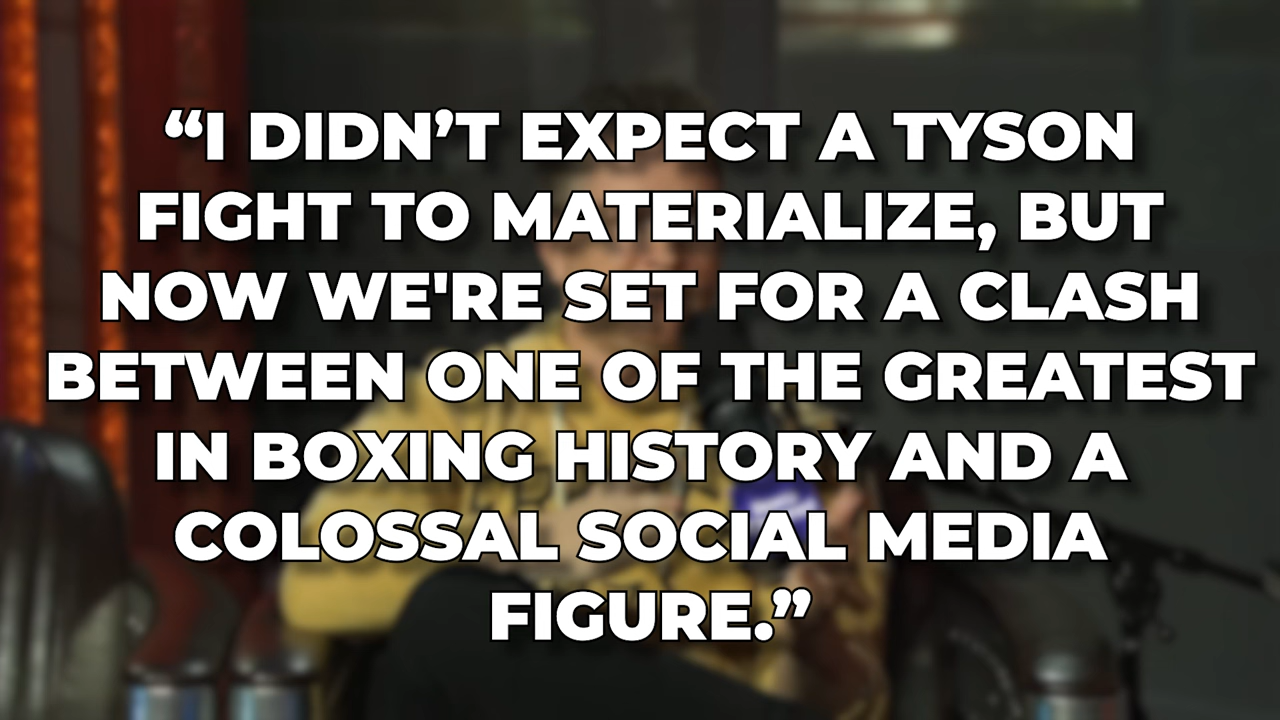 “I DIDN’T EXPECT A TYSON
FIGHT TO MATERIALIZE, BUT
NOW WE'RE SET FOR A CLASH
BETWEEN ONE OF THE GREATEST
IN BOXING HISTORY AND A
COLOSSAL SOCIAL MEDIA
FIGURE.”